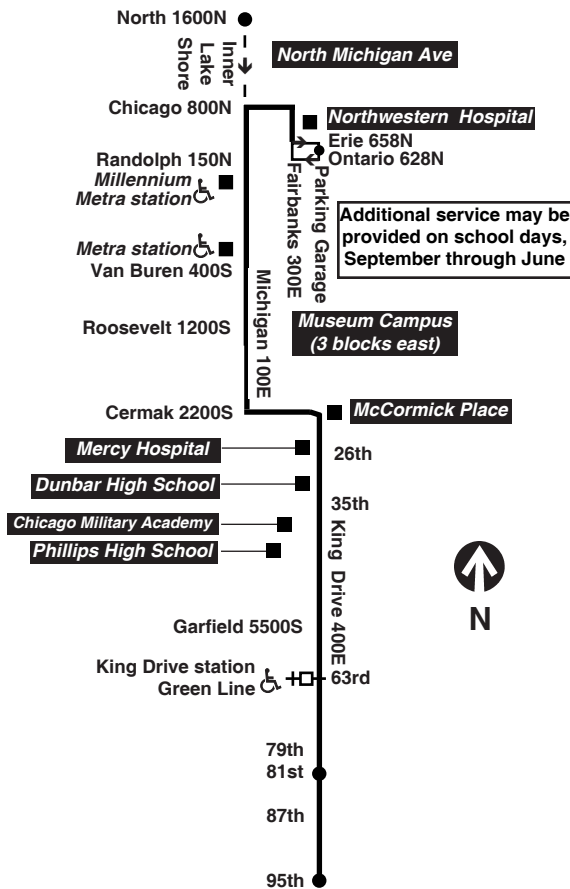 North 1600N
Inner
Lake
Shore
North Michigan Ave
Chicago 800N
Northwestern Hospital
Erie 658N
Ontario 628N
Randolph 150N
Millennium
Metra station
Parking Garage
Fairbanks 300E
Additional service may be
provided on school days,
September through June
Metra station
Van Buren 400S
Michigan 100E
Roosevelt 1200S
Museum Campus
(3 blocks east)
Cermak 2200S
McCormick Place
Mercy Hospital
26th
Dunbar High School
35th
Chicago Military Academy
Phillips High School
King Drive 400E
N
Garfield 5500S
King Drive station
Green Line
63rd
79th
81st
87th
95th